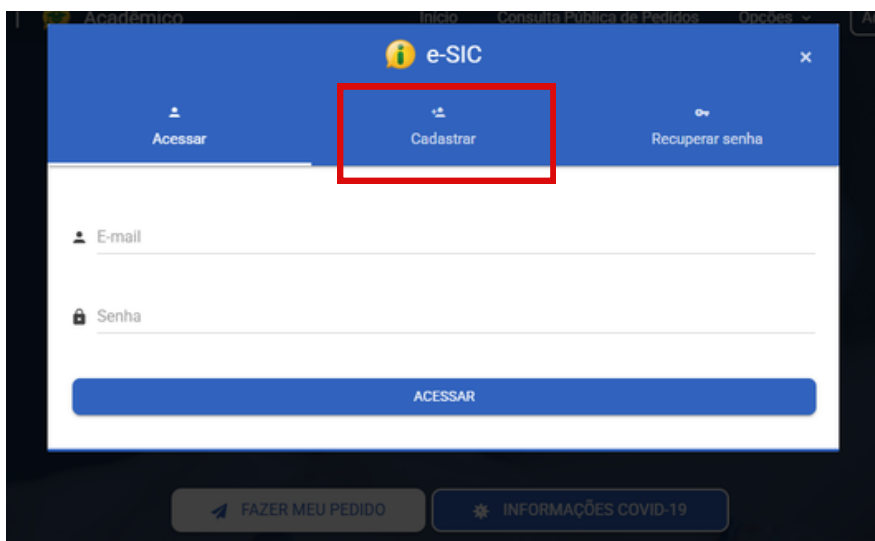 Acadêmico
Início Consulta Pública de Pedidos Opções
e-SIC
Acessar
Cadastrar
Recuperar senha
E-mail
Senha
ACESSAR
FAZER MEU PEDIDO
INFORMAÇÕES COVID-19